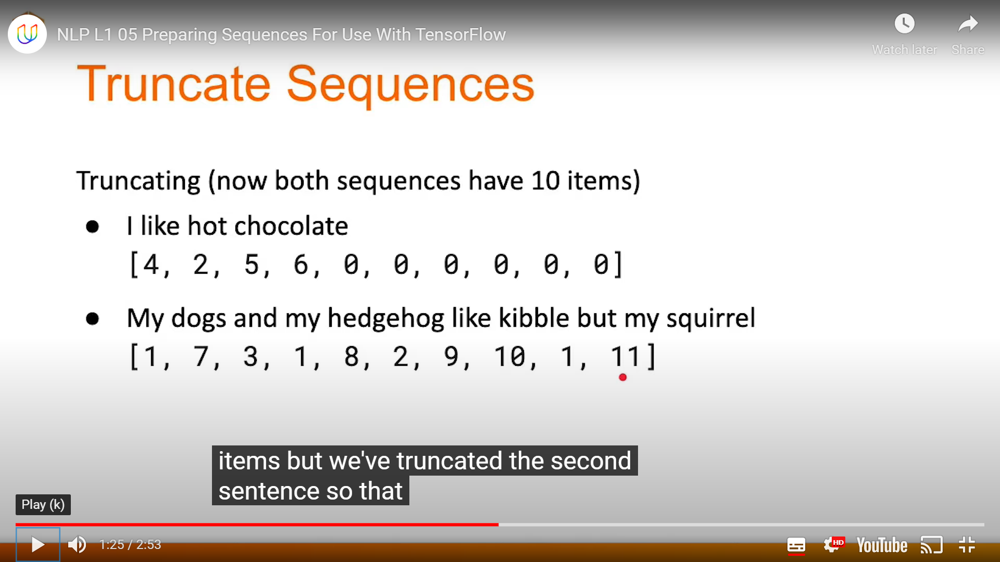 NLP L1 05 Preparing Sequences For Use With TensorFlow
Watch later
Share
Truncate Sequences
Truncating (now both sequences have 10 items)
● I like hot chocolate
[4, 2, 5, 6, 0, 0, 0, 0, 0, 0]
● My dogs and my hedgehog like kibble but my squirrel
[1, 7, 3, 1, 8, 2, 9, 10, 1, 11]
items but we've truncated the second
sentence so that
Play (k)
1:25 / 2:53
HD
YouTube